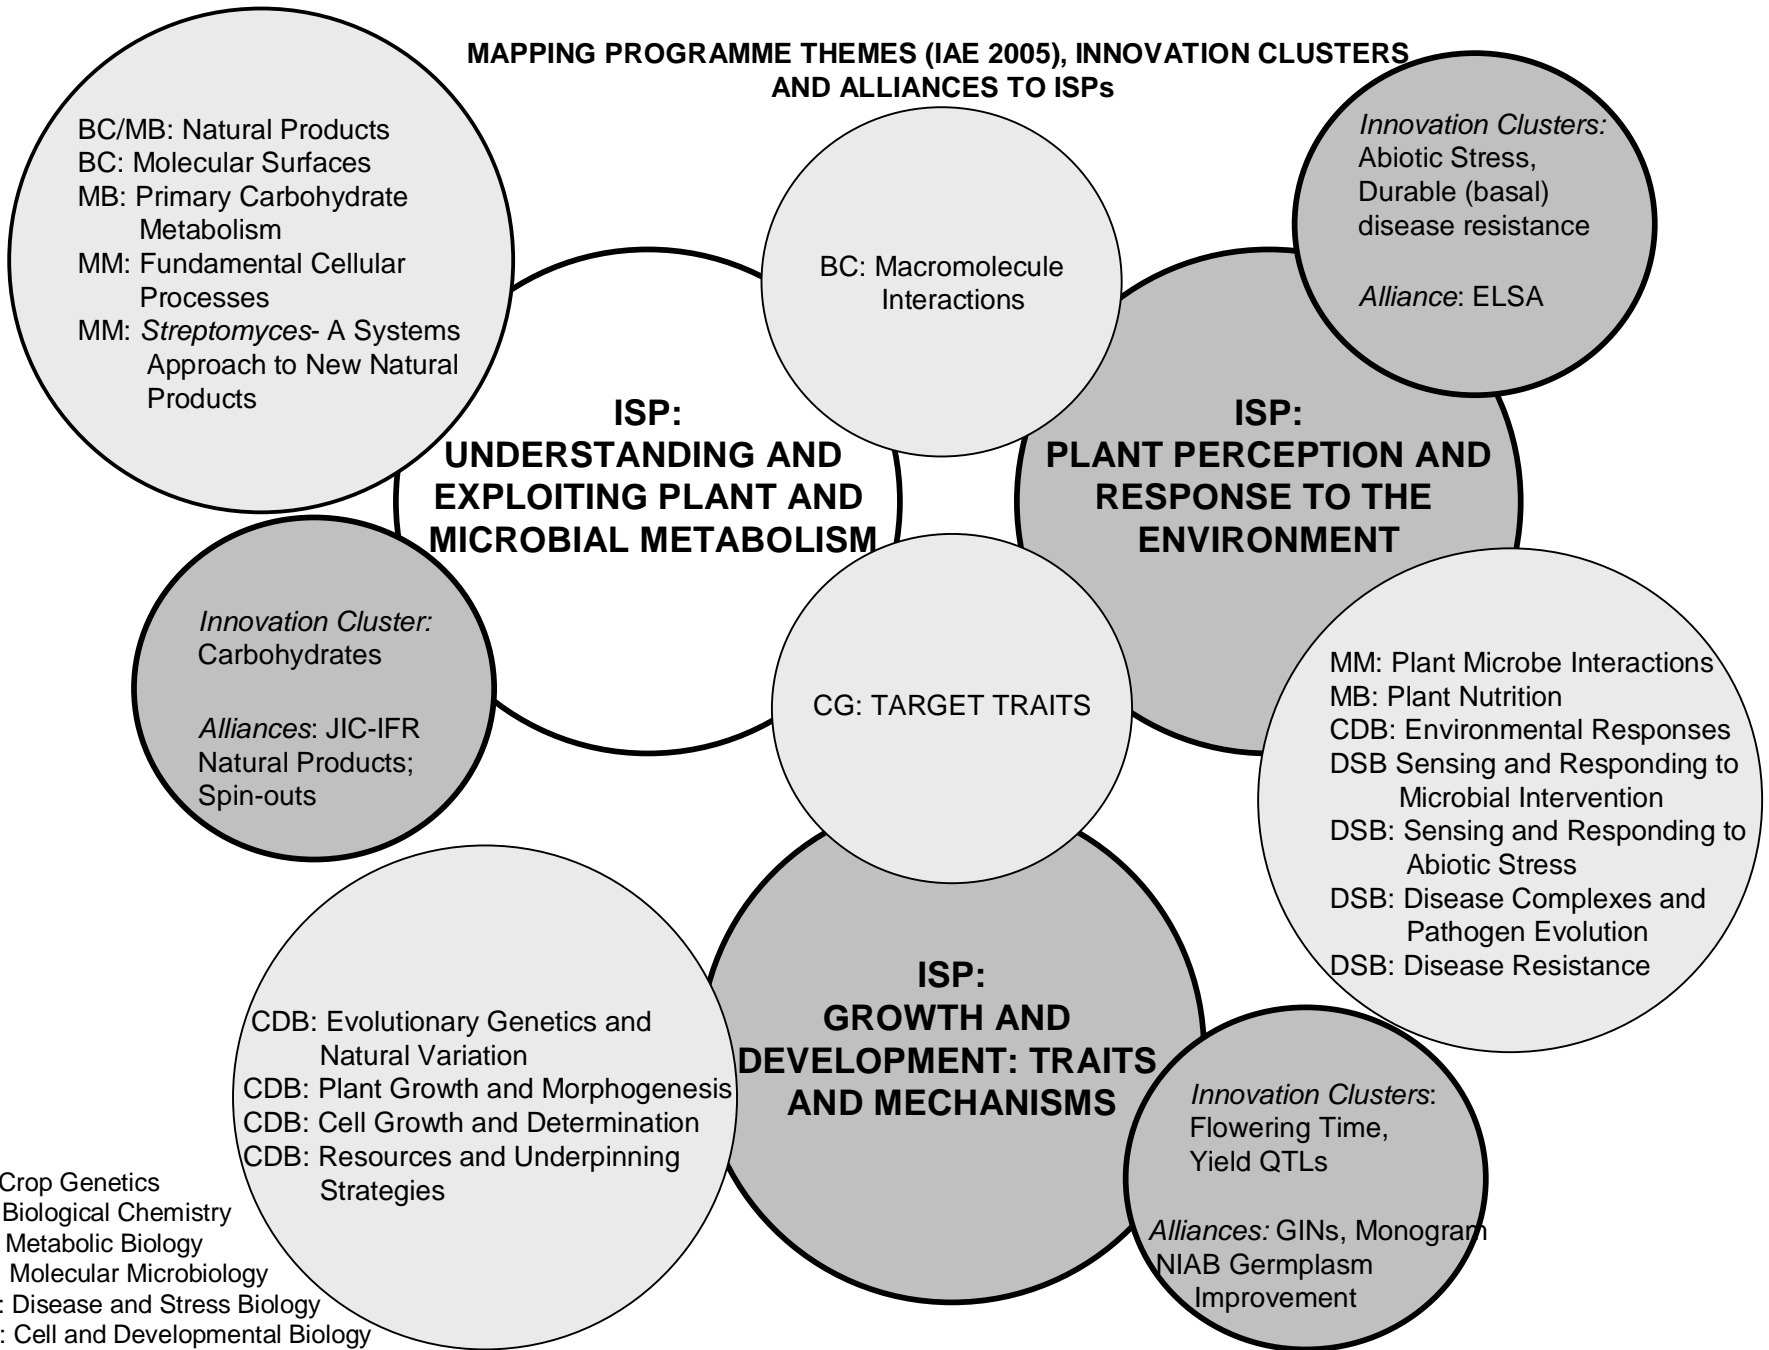 MAPPING PROGRAMME THEMES (IAE 2005), INNOVATION CLUSTERS
AND ALLIANCES TO ISPs
BC/MB: Natural Products
BC: Molecular Surfaces
MB: Primary Carbohydrate
Metabolism
MM: Fundamental Cellular
Processes
MM: Streptomyces- A Systems
Approach to New Natural
Products
BC: Macromolecule
Interactions
Innovation Clusters:
Abiotic Stress,
Durable (basal)
disease resistance
Alliance: ELSA
ISP:
UNDERSTANDING AND
EXPLOITING PLANT AND
MICROBIAL METABOLISM
ISP:
PLANT PERCEPTION AND
RESPONSE TO THE
ENVIRONMENT
Innovation Cluster:
Carbohydrates
Alliances: JIC-IFR
Natural Products;
Spin-outs
CG: TARGET TRAITS
MM: Plant Microbe Interactions
MB: Plant Nutrition
CDB: Environmental Responses
DSB Sensing and Responding to
Microbial Intervention
DSB: Sensing and Responding to
Abiotic Stress
DSB: Disease Complexes and
Pathogen Evolution
DSB: Disease Resistance
CDB: Evolutionary Genetics and
Natural Variation
CDB: Plant Growth and Morphogenesis
CDB: Cell Growth and Determination
CDB: Resources and Underpinning
Strategies
ISP:
GROWTH AND
DEVELOPMENT: TRAITS
AND MECHANISMS
Innovation Clusters:
Flowering Time,
Yield QTLs
Alliances: GINs, Monogram
NIAB Germplasm
Improvement
Crop Genetics
Biological Chemistry
Metabolic Biology
Molecular Microbiology
: Disease and Stress Biology
: Cell and Developmental Biology